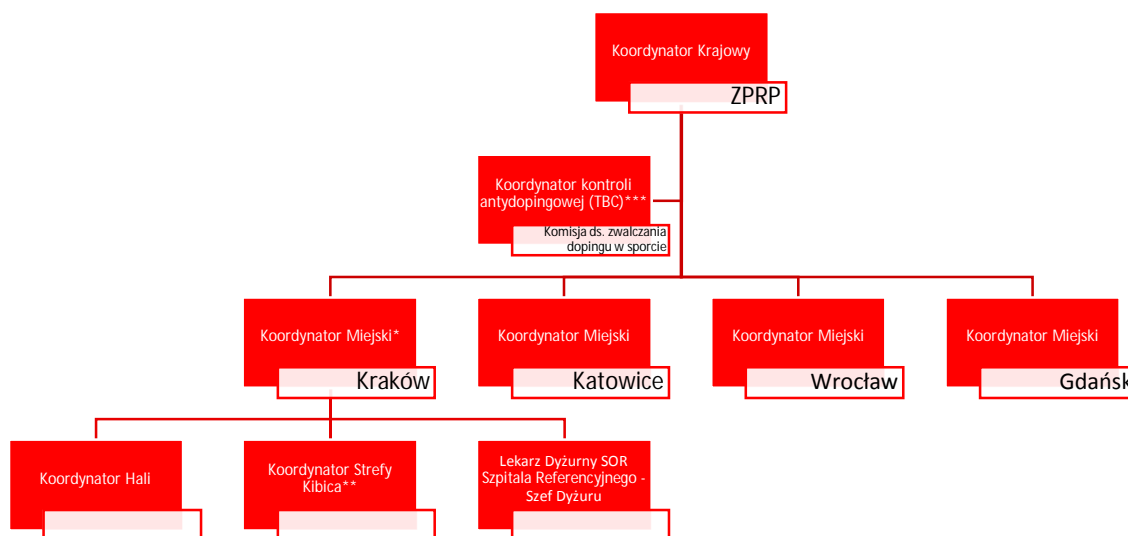 Koordynator Krajowy
ZPRP
Koordynator kontroli
antydopingowej (TBC)***
Komisja ds. zwalczania
dopingu w sporcie
Koordynator Miejski*
Kraków
Koordynator Miejski
Katowice
Koordynator Miejski
Wrocław
Koordynator Miejski
Gdańsk
Koordynator Hali
Koordynator Strefy
Kibica**
Lekarz Dyżurny SOR
Szpitala Referencyjnego -
Szef Dyżuru